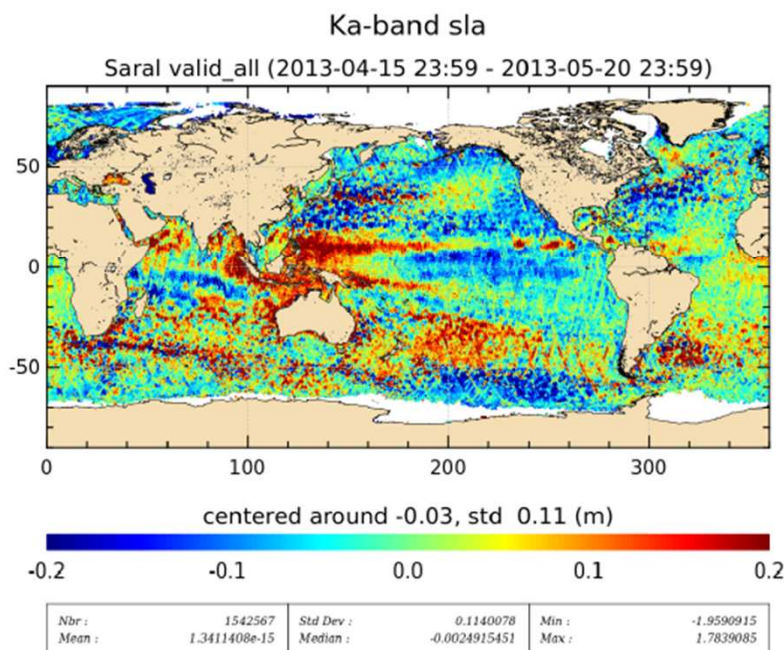 Ka-band sla
Saral valid_all (2013-04-15 23:59 - 2013-05-20 23:59)
50
0
-50
0 100 200 300
centered around -0.03, std 0.11 (m)
-0.2 -0.1 0.0 0.1 0.2
Nbr : 1542567 Std Dev : 0.1140078 Min : -1.9590915
Mean : 1.3411408e-15 Median : -0.0024915451 Max : 1.7839085